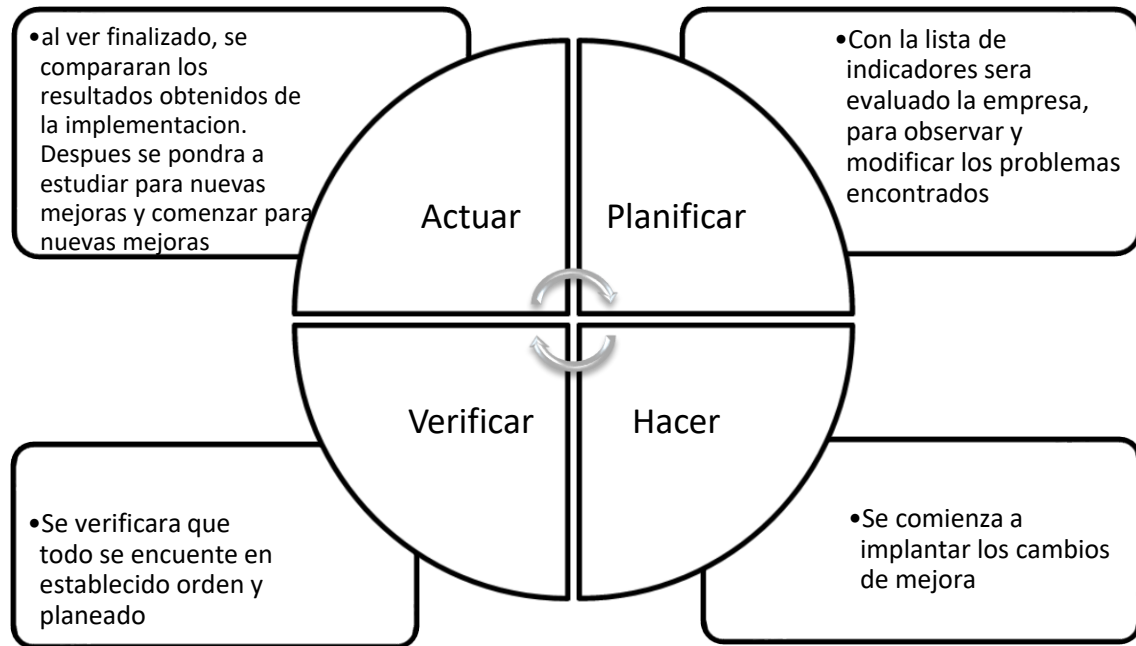 •al ver finalizado, se
compararan los
resultados obtenidos de
la implementacion.
Despues se pondra a
estudiar para nuevas
mejoras y comenzar para
nuevas mejoras
•Con la lista de
indicadores sera
evaluado la empresa,
para observar y
modificar los problemas
encontrados
Actuar
Planificar
Verificar
Hacer
•Se verificara que
todo se encuente en
establecido orden y
planeado
•Se comienza a
implantar los cambios
de mejora